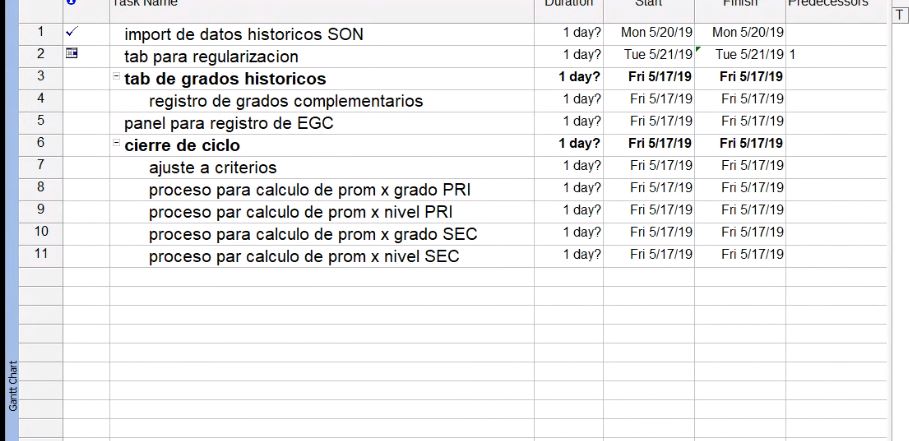 Task Name Duration Start Finish Predecessors
T
1 import de datos historicos SON 1 day? Mon 5/20/19 Mon 5/20/19
2 tab para regularizacion 1 day? Tue 5/21/19 Tue 5/21/19 1
3 tab de grados historicos 1 day? Fri 5/17/19 Fri 5/17/19
4 registro de grados complementarios 1 day? Fri 5/17/19 Fri 5/17/19
5 panel para registro de EGC 1 day? Fri 5/17/19 Fri 5/17/19
6 cierre de ciclo 1 day? Fri 5/17/19 Fri 5/17/19
7 ajuste a criterios 1 day? Fri 5/17/19 Fri 5/17/19
8 proceso para calculo de prom x grado PRI 1 day? Fri 5/17/19 Fri 5/17/19
9 proceso par calculo de prom x nivel PRI 1 day? Fri 5/17/19 Fri 5/17/19
10 proceso para calculo de prom x grado SEC 1 day? Fri 5/17/19 Fri 5/17/19
11 proceso par calculo de prom x nivel SEC 1 day? Fri 5/17/19 Fri 5/17/19
Gantt Chart